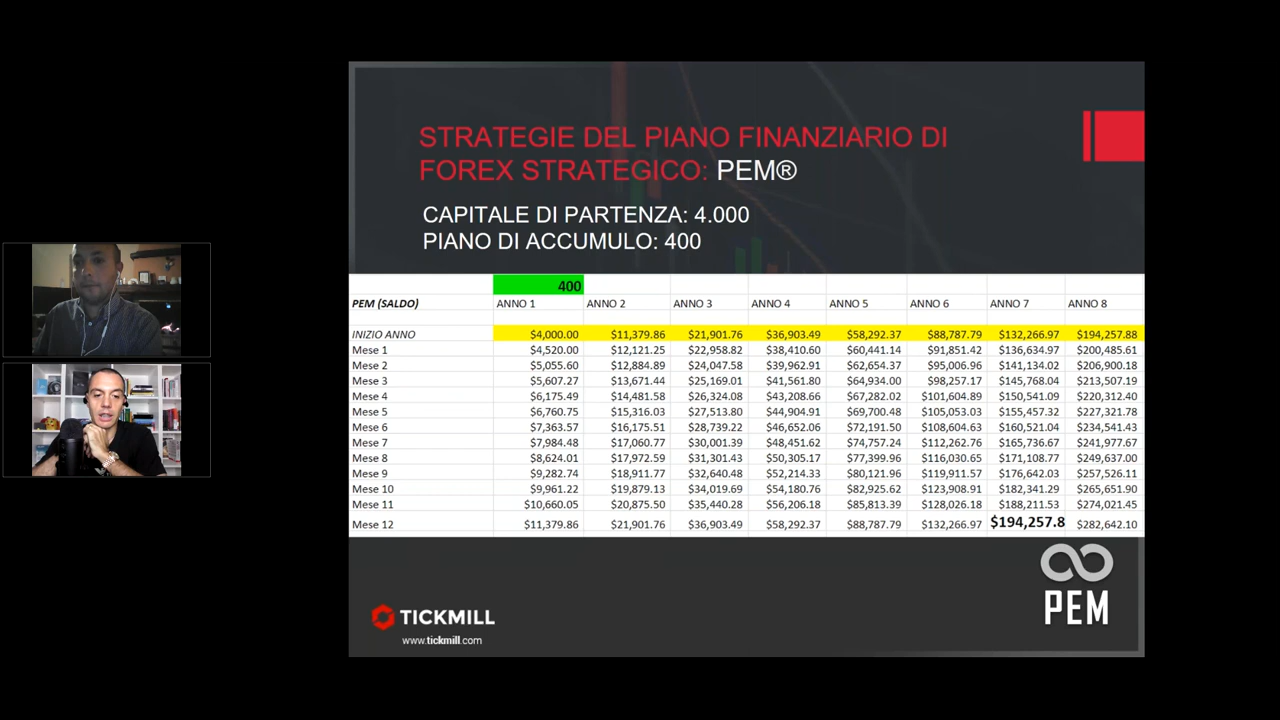 STRATEGIE DEL PIANO FINANZIARIO DI
FOREX STRATEGICO: PEM®
CAPITALE DI PARTENZA: 4.000
PIANO DI ACCUMULO: 400
400
PEM (SALDO) ANNO 1 ANNO 2 ANNO 3 ANNO 4 ANNO 5 ANNO 6 ANNO 7 ANNO 8
INIZIO ANNO $4,000.00 $11,379.86 $21,901.76 $36,903.49 $58,292.37 $88,787.79 $132,266.97 $194,257.88
Mese 1 $4,520.00 $12,121.25 $22,958.82 $38,410.60 $60,441.14 $91,851.42 $136,634.97 $200,485.61
Mese 2 $5,055.60 $12,884.89 $24,047.58 $39,962.91 $62,654.37 $95,006.96 $141,134.02 $206,900.18
Mese 3 $5,607.27 $13,671.44 $25,169.01 $41,561.80 $64,934.00 $98,257.17 $145,768.04 $213,507.19
Mese 4 $6,175.49 $14,481.58 $26,324.08 $43,208.66 $67,282.02 $101,604.89 $150,541.09 $220,312.40
Mese 5 $6,760.75 $15,316.03 $27,513.80 $44,904.91 $69,700.48 $105,053.03 $155,457.32 $227,321.78
Mese 6 $7,363.57 $16,175.51 $28,739.22 $46,652.06 $72,191.50 $108,604.63 $160,521.04 $234,541.43
Mese 7 $7,984.48 $17,060.77 $30,001.39 $48,451.62 $74,757.24 $112,262.76 $165,736.67 $241,977.67
Mese 8 $8,624.01 $17,972.59 $31,301.43 $50,305.17 $77,399.96 $116,030.65 $171,108.77 $249,637.00
Mese 9 $9,282.74 $18,911.77 $32,640.48 $52,214.33 $80,121.96 $119,911.57 $176,642.03 $257,526.11
Mese 10 $9,961.22 $19,879.13 $34,019.69 $54,180.76 $82,925.62 $123,908.91 $182,341.29 $265,651.90
Mese 11 $10,660.05 $20,875.50 $35,440.28 $56,206.18 $85,813.39 $128,026.18 $188,211.53 $274,021.45
Mese 12 $11,379.86 $21,901.76 $36,903.49 $58,292.37 $88,787.79 $132,266.97 $194,257.8 $282,642.10
PEM
TICKMILL
www.tickmill.com